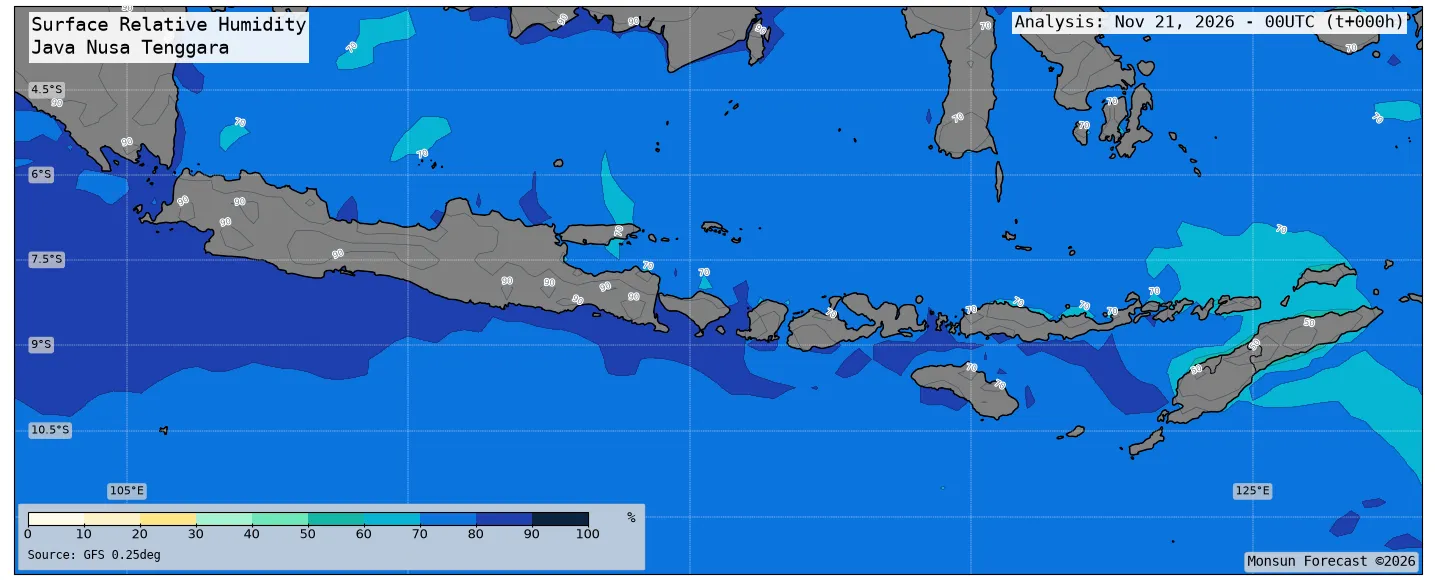 Surface Relative Humidity
Java Nusa Tenggara
Analysis: Nov 21, 2026 - 00UTC (t+000h)
4.5°S
6°S
7.5°S
9°S
10.5°S
105°E
125°E
%
0 10 20 30 40 50 60 70 80 90 100
Source: GFS 0.25deg
Monsun Forecast ©2026